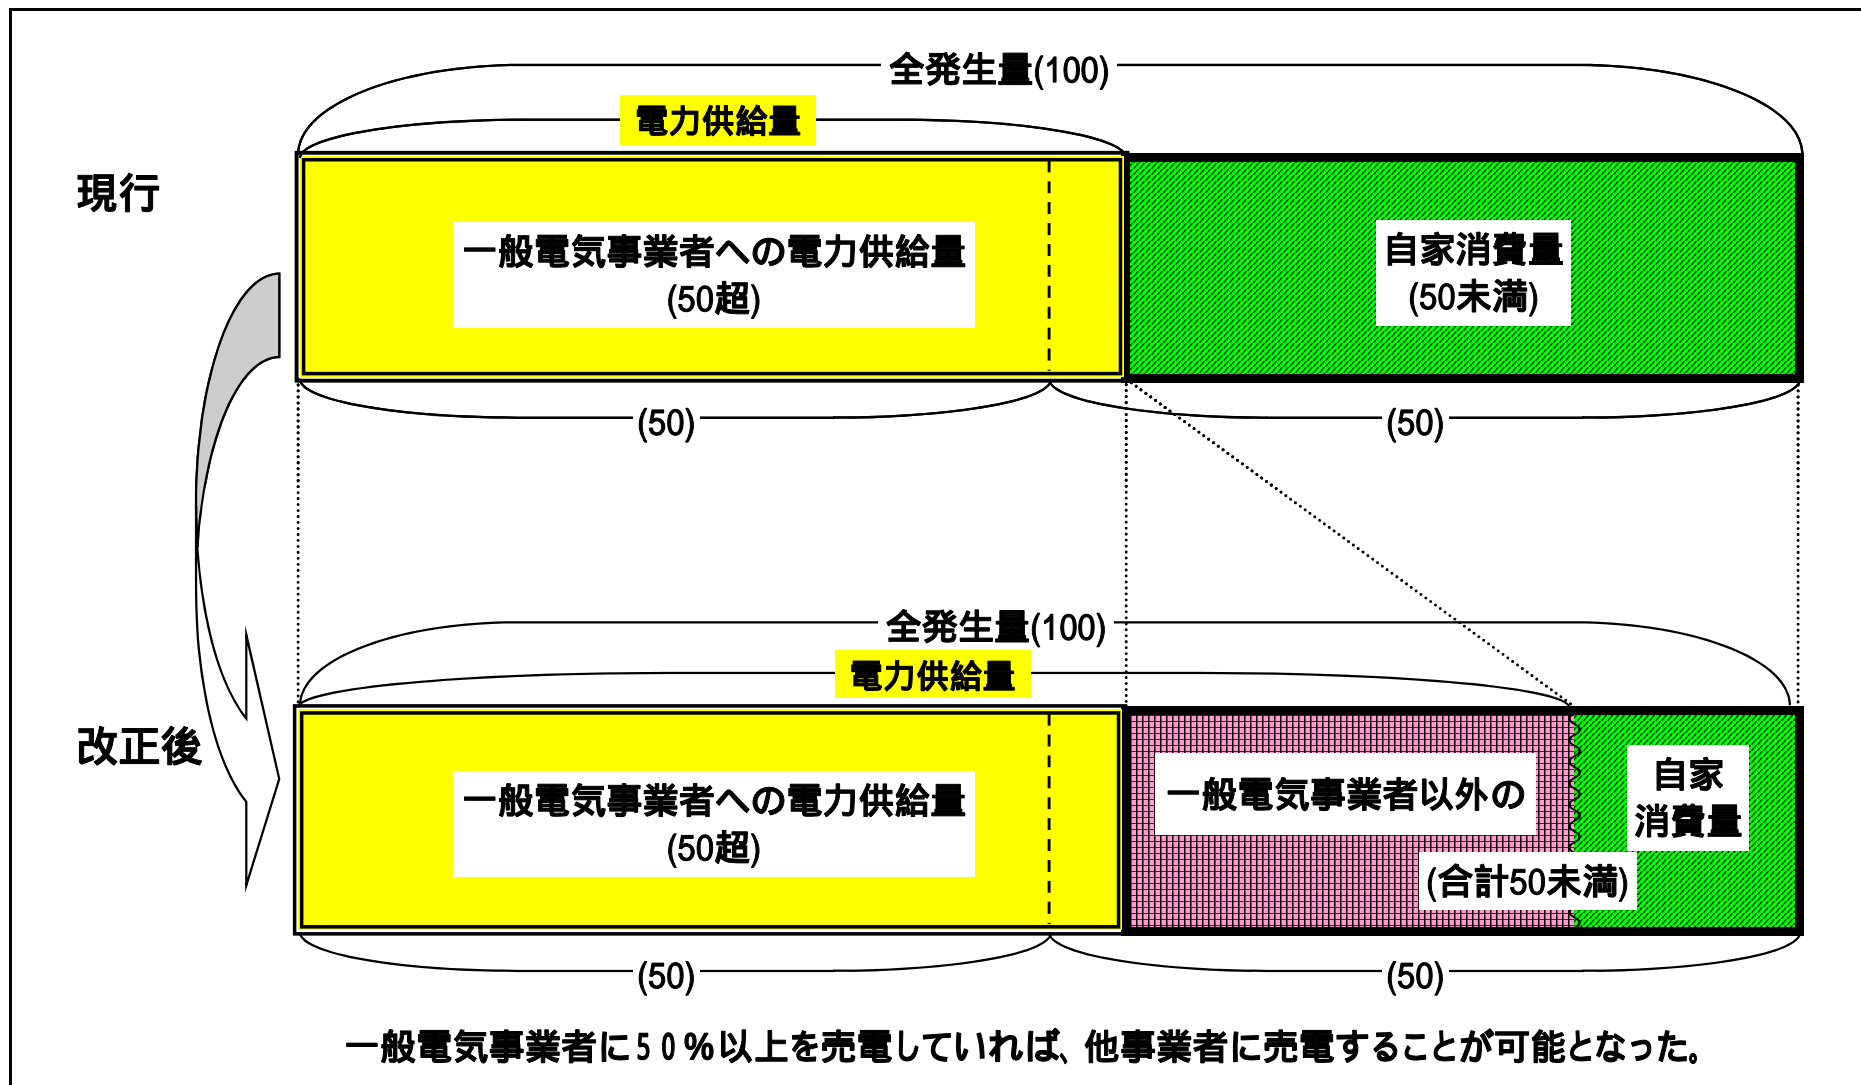 全発生量(100)
電力供給量
現行
一般電気事業者への電力供給量
(50超)
自家消費量
(50未満)
(50)
(50)
全発生量(100)
電力供給量
改正後
一般電気事業者への電力供給量
(50超)
一般電気事業者以外の
自家
消費量
(合計50未満)
(50)
(50)
一般電気事業者に50%以上を売電していれば、他事業者に売電することが可能となった。